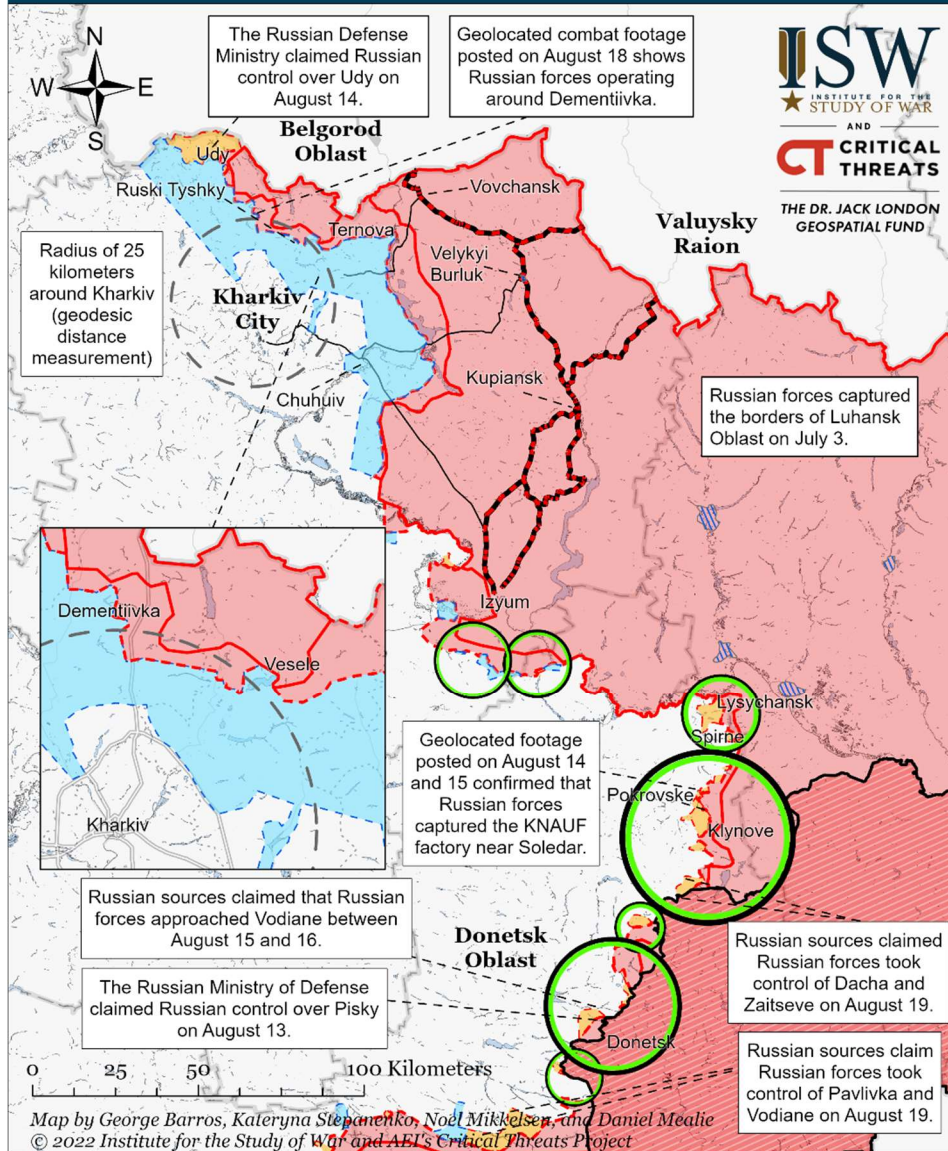 N
W
E
S
The Russian Defense
Ministry claimed Russian
control over Udy on
August 14.
Geolocated combat footage
posted on August 18 shows
Russian forces operating
around Dementiivka.
ISW
INSTITUTE FOR THE
STUDY OF WAR
AND
CT CRITICAL
THREATS
THE DR. JACK LONDON
GEOSPATIAL FUND
Belgorod
Oblast
Udy
Ruski Tyshky
Vovchansk
Ternova
Valuysky
Raion
Velykyi
Burluk
Radius of 25
kilometers
around Kharkiv
(geodesic
distance
measurement)
Kharkiv
City
Kupiansk
Chuhuiv
Russian forces captured
the borders of Luhansk
Oblast on July 3.
Izyum
Dementiivka
Vesele
Kharkiv
Lysychansk
Spirne
Geolocated footage
posted on August 14
and 15 confirmed that
Russian forces
captured the KNAUF
factory near Soledar.
Pokrovske
Klynove
Russian sources claimed that Russian
forces approached Vodiane between
August 15 and 16.
Donetsk
Oblast
Russian sources claimed
Russian forces took
control of Dacha and
Zaitseve on August 19.
The Russian Ministry of Defense
claimed Russian control over Pisky
on August 13.
Donetsk
Russian sources claim
Russian forces took
control of Pavlivka and
Vodiane on August 19.
0 25 50 100 Kilometers
Map by George Barros, Kateryna Stepanenko, Noel Mikkelsen, and Daniel Mealie
© 2022 Institute for the Study of War and AEI's Critical Threats Project